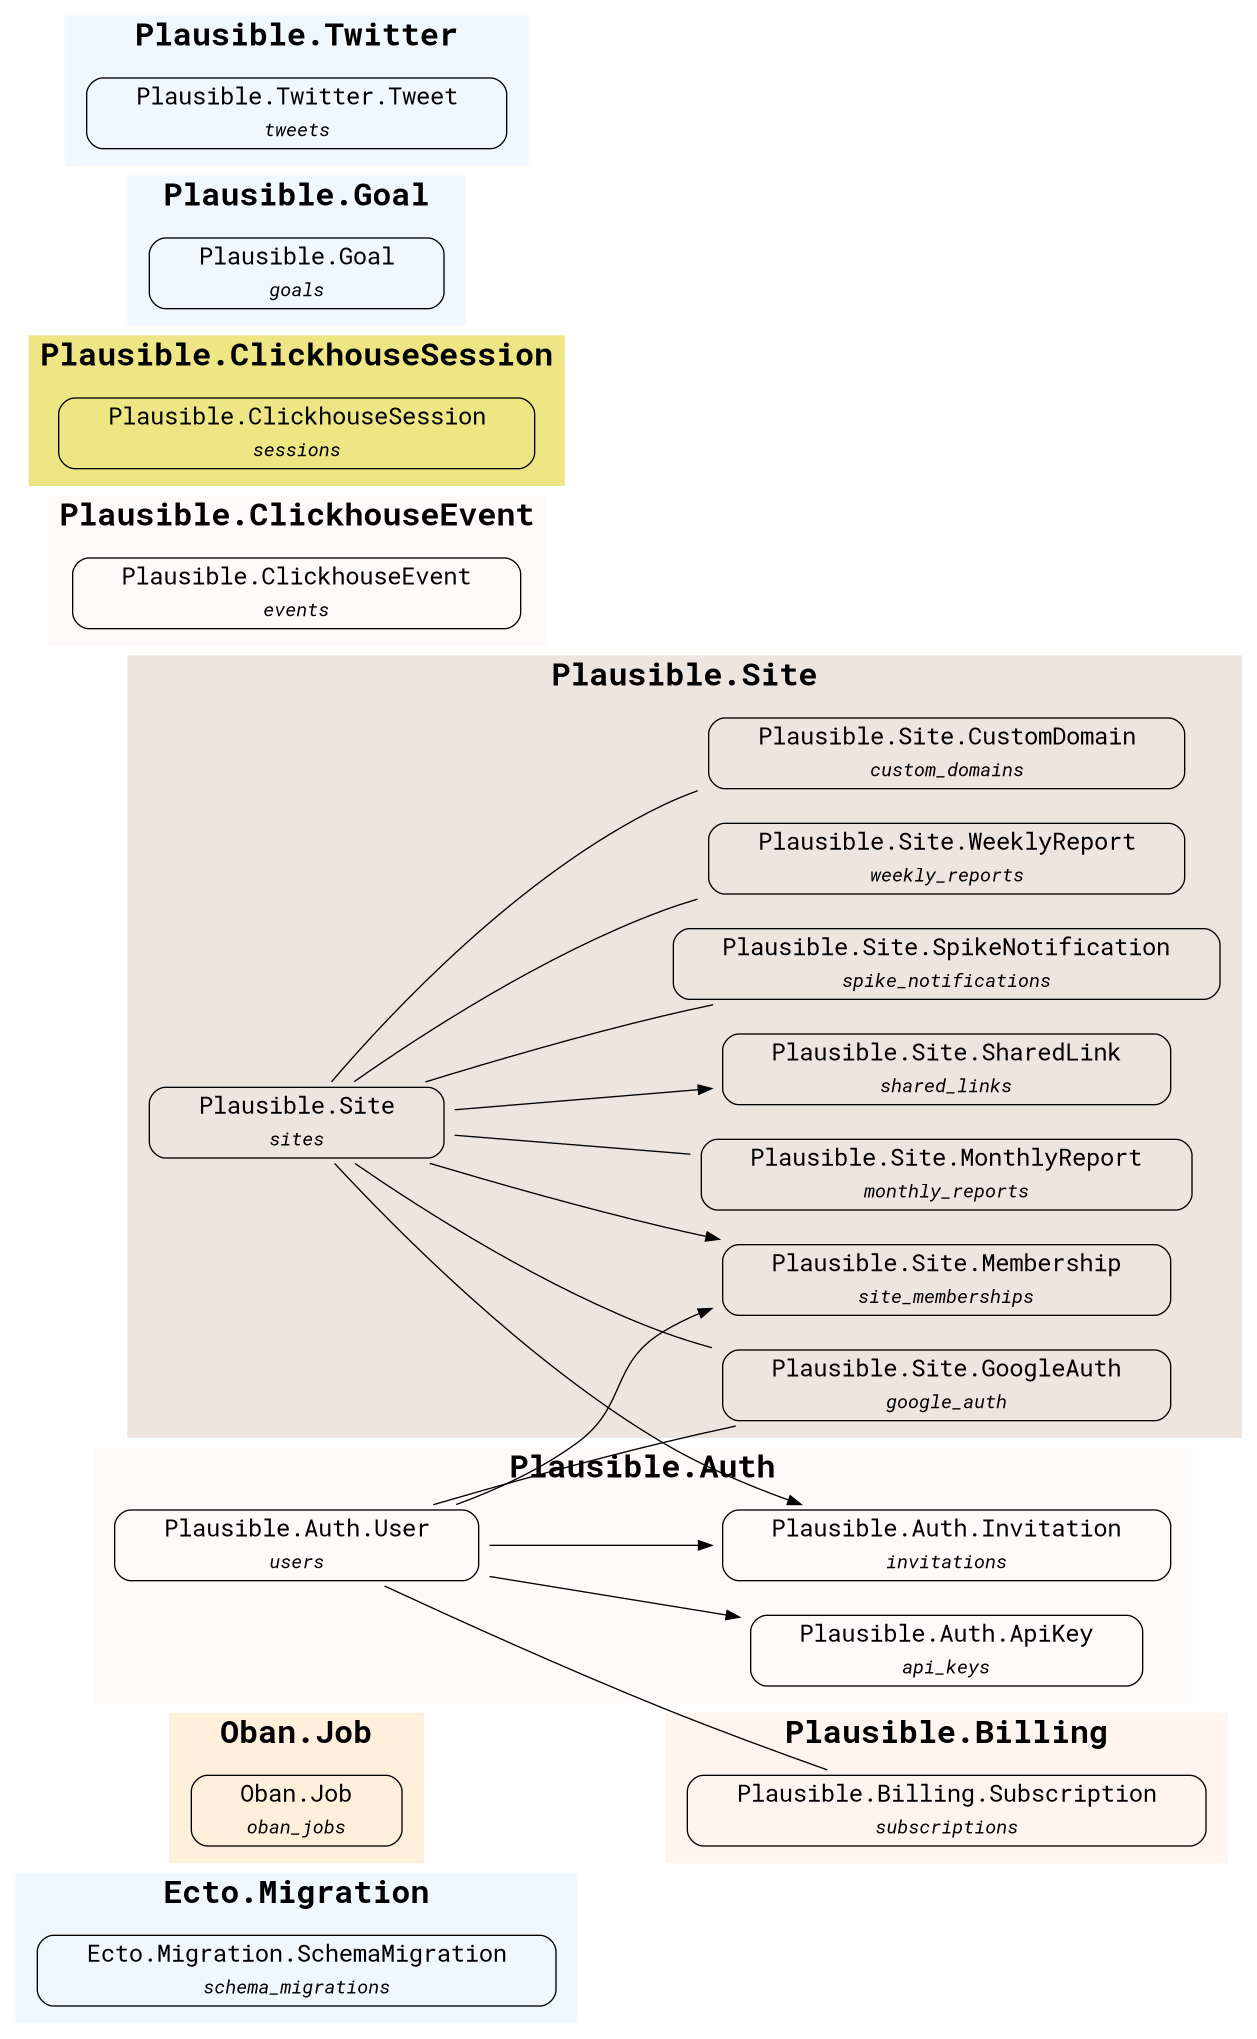 Plausible.Twitter
Plausible.Twitter.Tweet
tweets
Plausible.Goal
Plausible.Goal
goals
Plausible.ClickhouseSession
Plausible.ClickhouseSession
sessions
Plausible.ClickhouseEvent
Plausible.ClickhouseEvent
events
Plausible.Site
Plausible.Site.CustomDomain
custom_domains
Plausible.Site.WeeklyReport
weekly_reports
Plausible.Site.SpikeNotification
spike_notifications
Plausible.Site.SharedLink
shared_links
Plausible.Site
sites
Plausible.Site.MonthlyReport
monthly_reports
Plausible.Site.Membership
site_memberships
Plausible.Site.GoogleAuth
google_auth
Plausible.Auth
Plausible.Auth.User
users
Plausible.Auth.Invitation
invitations
Plausible.Auth.ApiKey
api_keys
Oban.Job
Oban.Job
oban_jobs
Plausible.Billing
Plausible.Billing.Subscription
subscriptions
Ecto.Migration
Ecto.Migration.SchemaMigration
schema_migrations